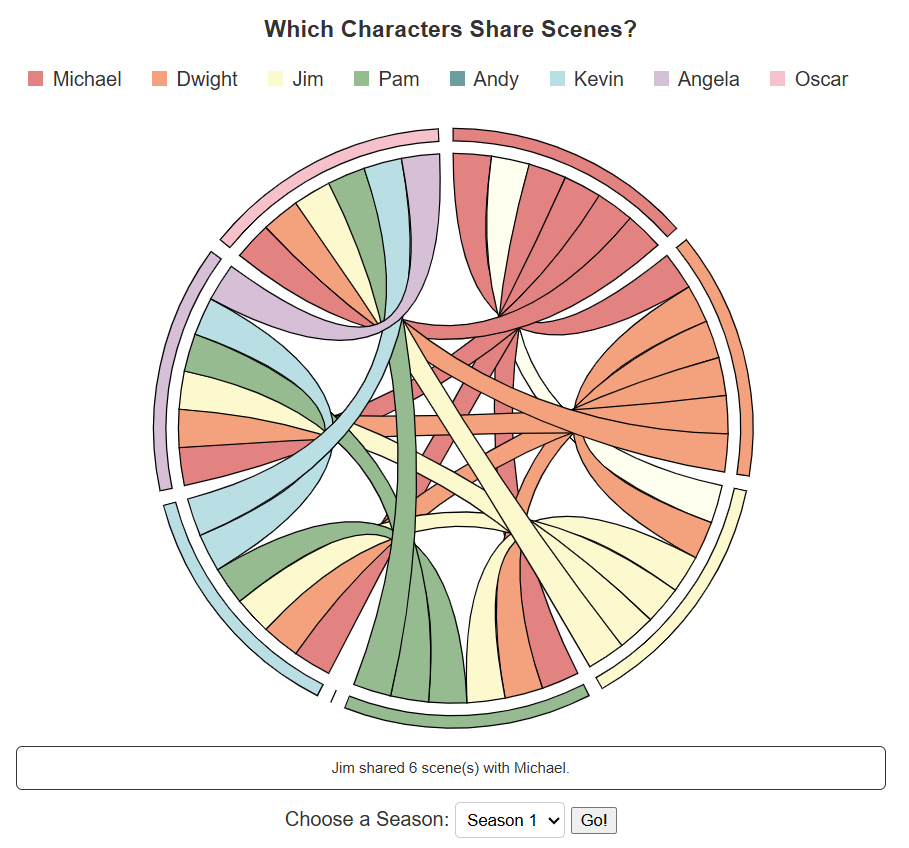 Which Characters Share Scenes?
Michael Dwight Jim Pam Andy Kevin Angela Oscar
Jim shared 6 scene(s) with Michael.
Choose a Season: Season 1 Go!